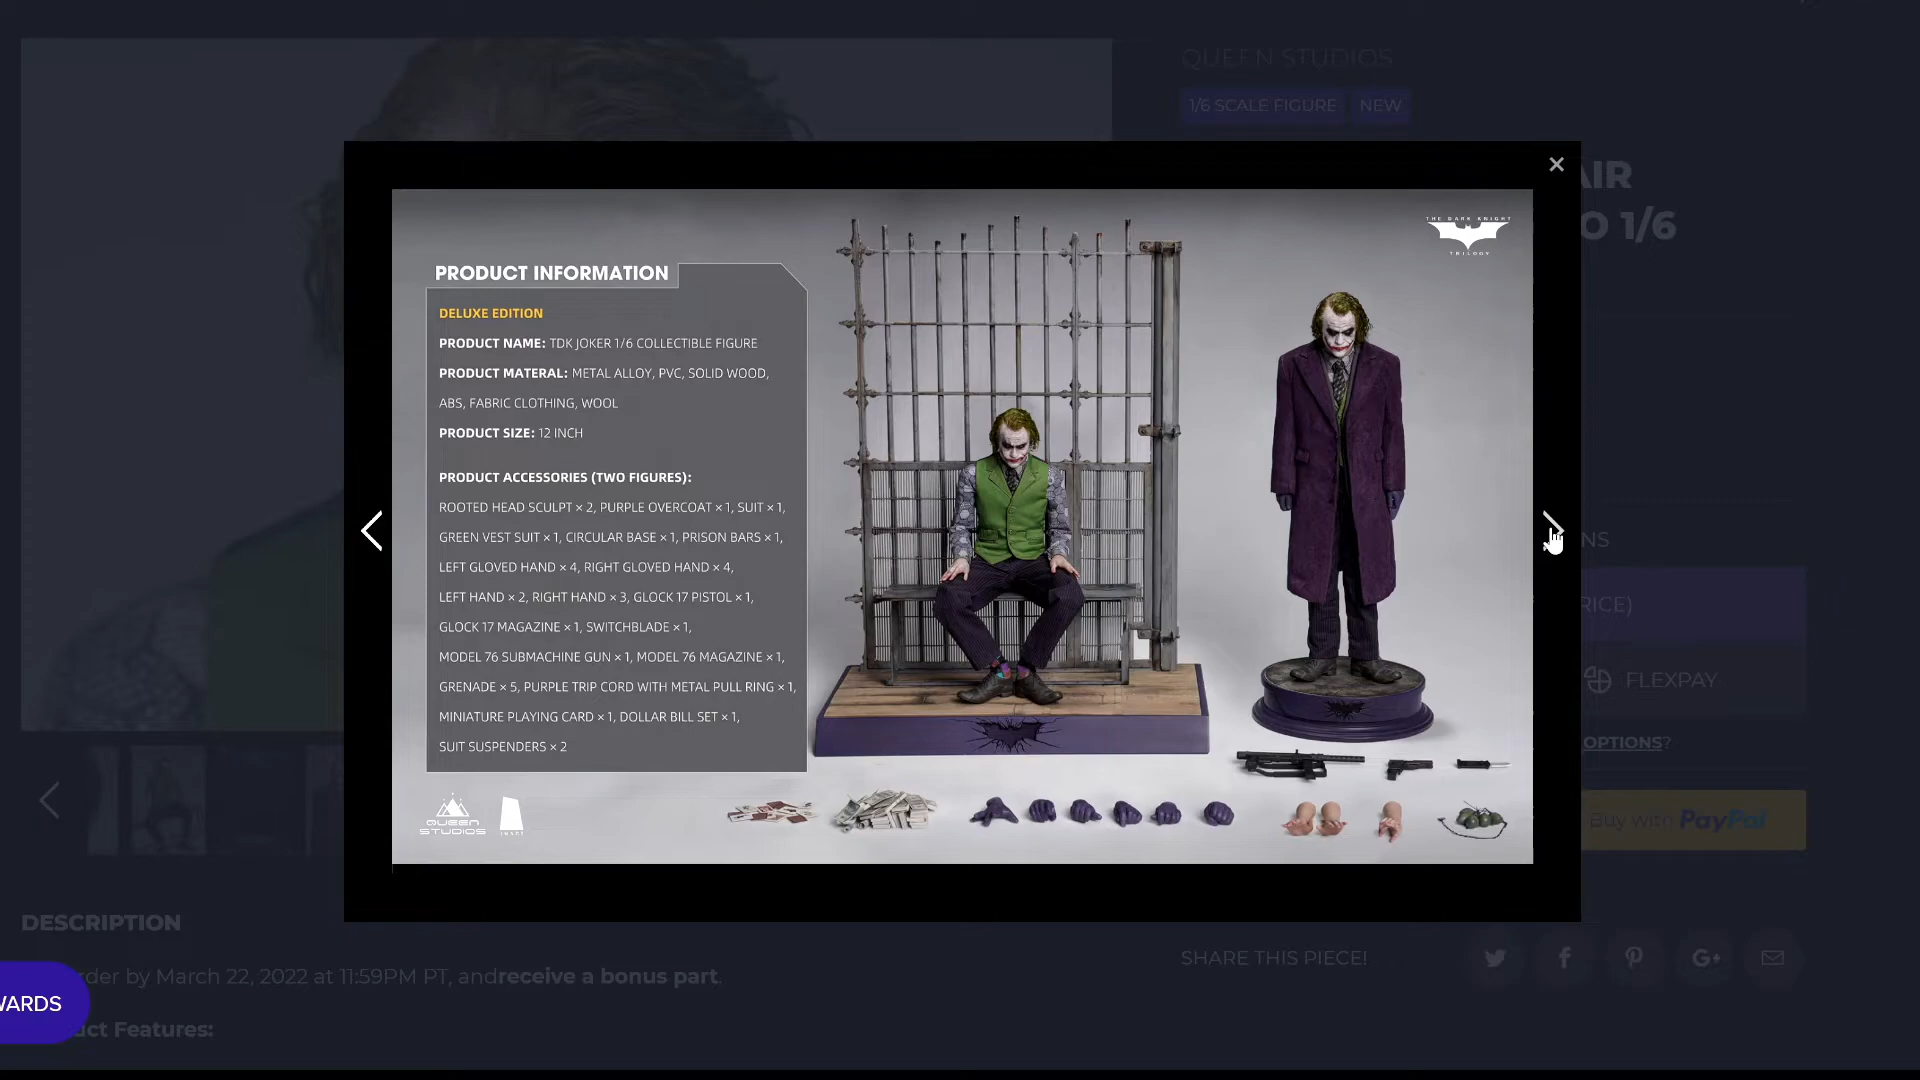 QUEEN STUDIOS
1/6 SCALE FIGURE NEW
AIR
O 1/6
THE DARK KNIGHT
TRILOGY
PRODUCT INFORMATION
DELUXE EDITION
PRODUCT NAME: TDK JOKER 1/6 COLLECTIBLE FIGURE
PRODUCT MATERAL: METAL ALLOY, PVC, SOLID WOOD,
ABS, FABRIC CLOTHING, WOOL
PRODUCT SIZE: 12 INCH
PRODUCT ACCESSORIES (TWO FIGURES):
ROOTED HEAD SCULPT × 2, PURPLE OVERCOAT × 1, SUIT × 1,
GREEN VEST SUIT × 1, CIRCULAR BASE × 1, PRISON BARS × 1,
LEFT GLOVED HAND × 4, RIGHT GLOVED HAND × 4,
LEFT HAND × 2, RIGHT HAND × 3, GLOCK 17 PISTOL × 1,
GLOCK 17 MAGAZINE × 1, SWITCHBLADE × 1,
MODEL 76 SUBMACHINE GUN × 1, MODEL 76 MAGAZINE × 1,
GRENADE × 5, PURPLE TRIP CORD WITH METAL PULL RING × 1,
MINIATURE PLAYING CARD × 1, DOLLAR BILL SET × 1,
SUIT SUSPENDERS × 2
QUEEN
STUDIOS
NS
RICE)
FLEXPAY
OPTIONS?
Buy with PayPal
DESCRIPTION
rder by March 22, 2022 at 11:59PM PT, andreceive a bonus part.
WARDS
uct Features:
SHARE THIS PIECE!